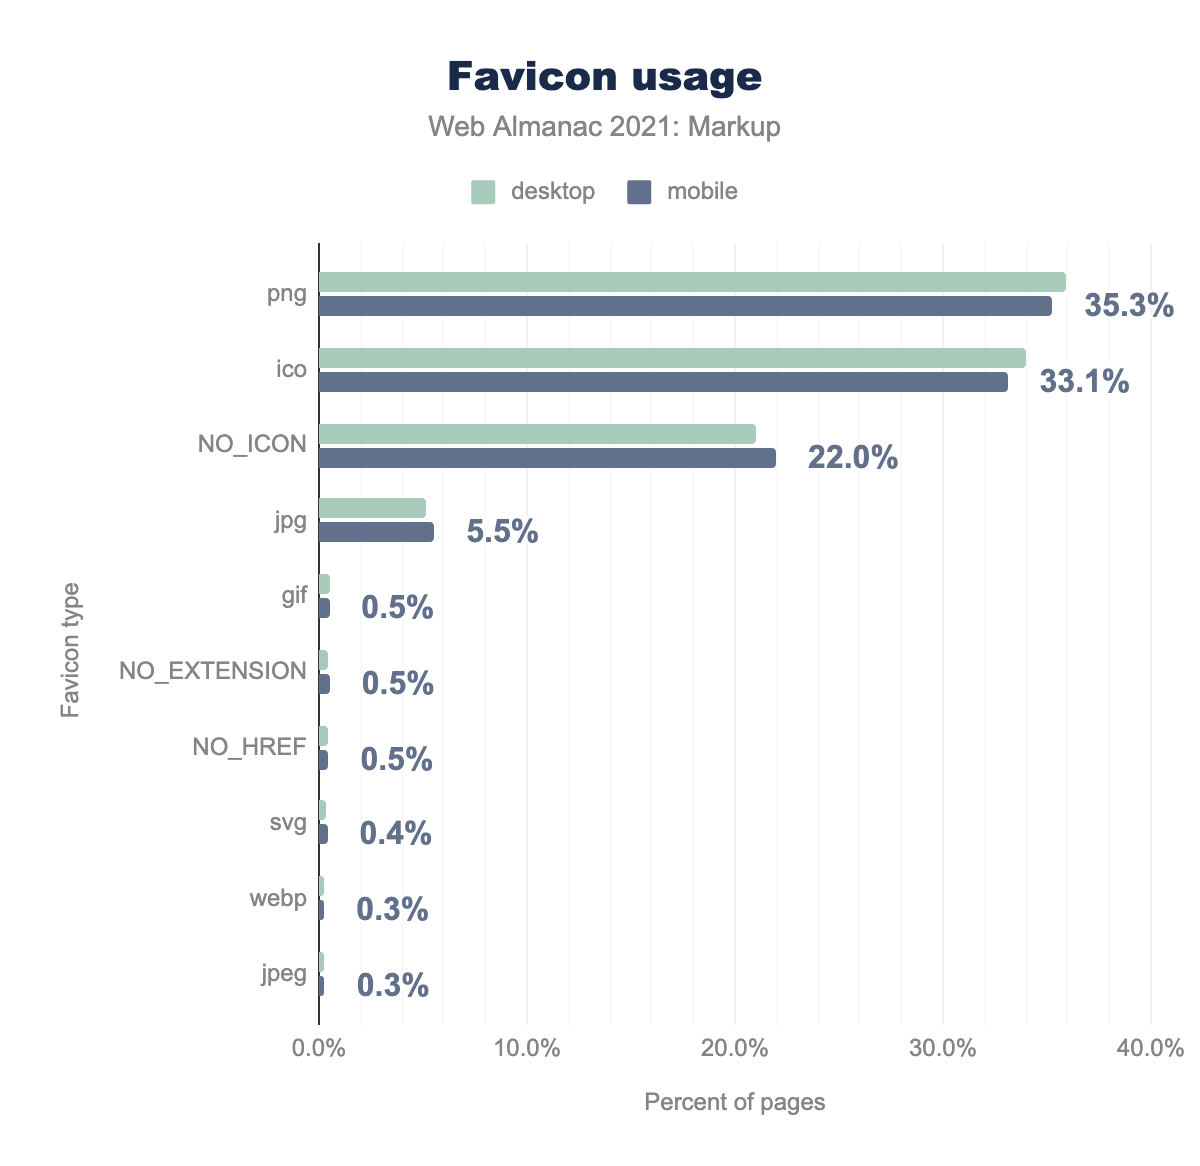 Favicon usage
Web Almanac 2021: Markup
desktop mobile
png 35.3%
ico 33.1%
NO_ICON 22.0%
jpg 5.5%
gif 0.5%
NO_EXTENSION 0.5%
NO_HREF 0.5%
svg 0.4%
webp 0.3%
jpeg 0.3%
Favicon type
0.0% 10.0% 20.0% 30.0% 40.0%
Percent of pages